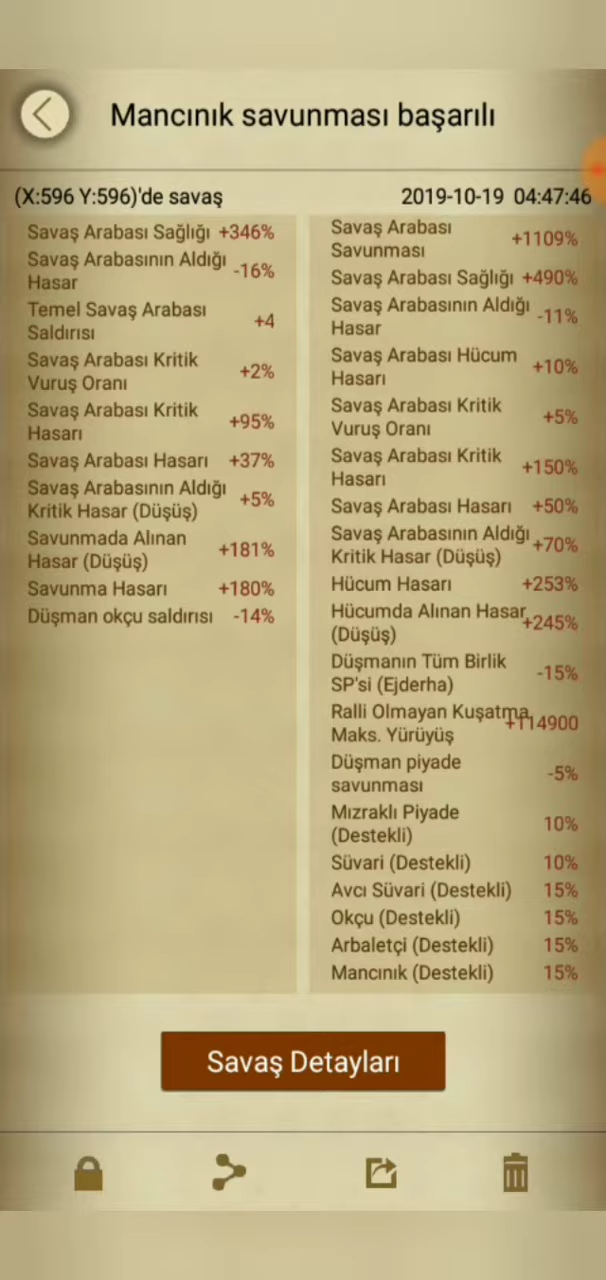 Mancınık savunması başarılı
(X:596 Y:596)'de savaş
2019-10-19 04:47:46
Savaş Arabası Sağlığı +346%
Savaş Arabasının Aldığı
Hasar -16%
Temel Savaş Arabası
Saldırısı +4
Savaş Arabası Kritik
Vuruş Oranı +2%
Savaş Arabası Kritik
Hasarı +95%
Savaş Arabası Hasarı +37%
Savaş Arabasının Aldığı
Kritik Hasar (Düşüş) +5%
Savunmada Alınan
Hasar (Düşüş) +181%
Savunma Hasarı +180%
Düşman okçu saldırısı -14%
Savaş Arabası
Savunması +1109%
Savaş Arabası Sağlığı +490%
Savaş Arabasının Aldığı
Hasar -11%
Savaş Arabası Hücum
Hasarı +10%
Savaş Arabası Kritik
Vuruş Oranı +5%
Savaş Arabası Kritik
Hasarı +150%
Savaş Arabası Hasarı +50%
Savaş Arabasının Aldığı
Kritik Hasar (Düşüş) +70%
Hücum Hasarı +253%
Hücumda Alınan Hasar
(Düşüş) +245%
Düşmanın Tüm Birlik
SP'si (Ejderha) -15%
Ralli Olmayan Kuşatma
Maks. Yürüyüş +114900
Düşman piyade
savunması -5%
Mızraklı Piyade
(Destekli) 10%
Süvari (Destekli) 10%
Avcı Süvari (Destekli) 15%
Okçu (Destekli) 15%
Arbaletçi (Destekli) 15%
Mancınık (Destekli) 15%
Savaş Detayları